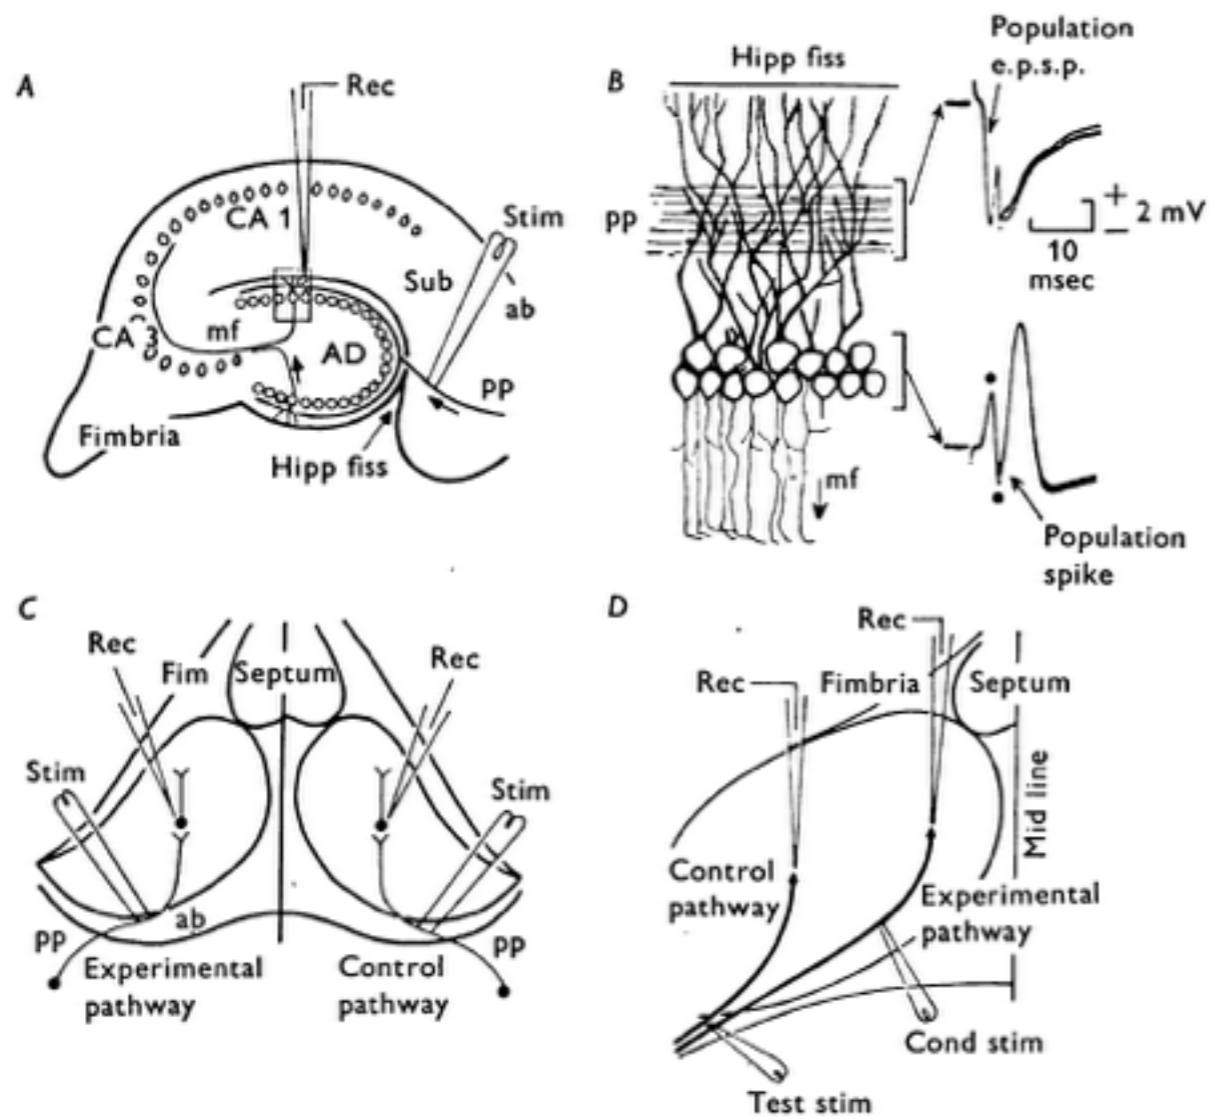 A
Rec
CA 1
Stim
Sub
ab
CA 3
mf
AD
PP
Fimbria
Hipp fiss
B
Hipp fiss
Population
e.p.s.p.
PP
+
− 2 mV
10
msec
mf
Population
spike
C
Rec
Fim
Septum
Rec
Stim
Stim
ab
PP
PP
Experimental
pathway
Control
pathway
D
Rec
Rec
Fimbria
Septum
Mid line
Control
pathway
Experimental
pathway
Cond stim
Test stim